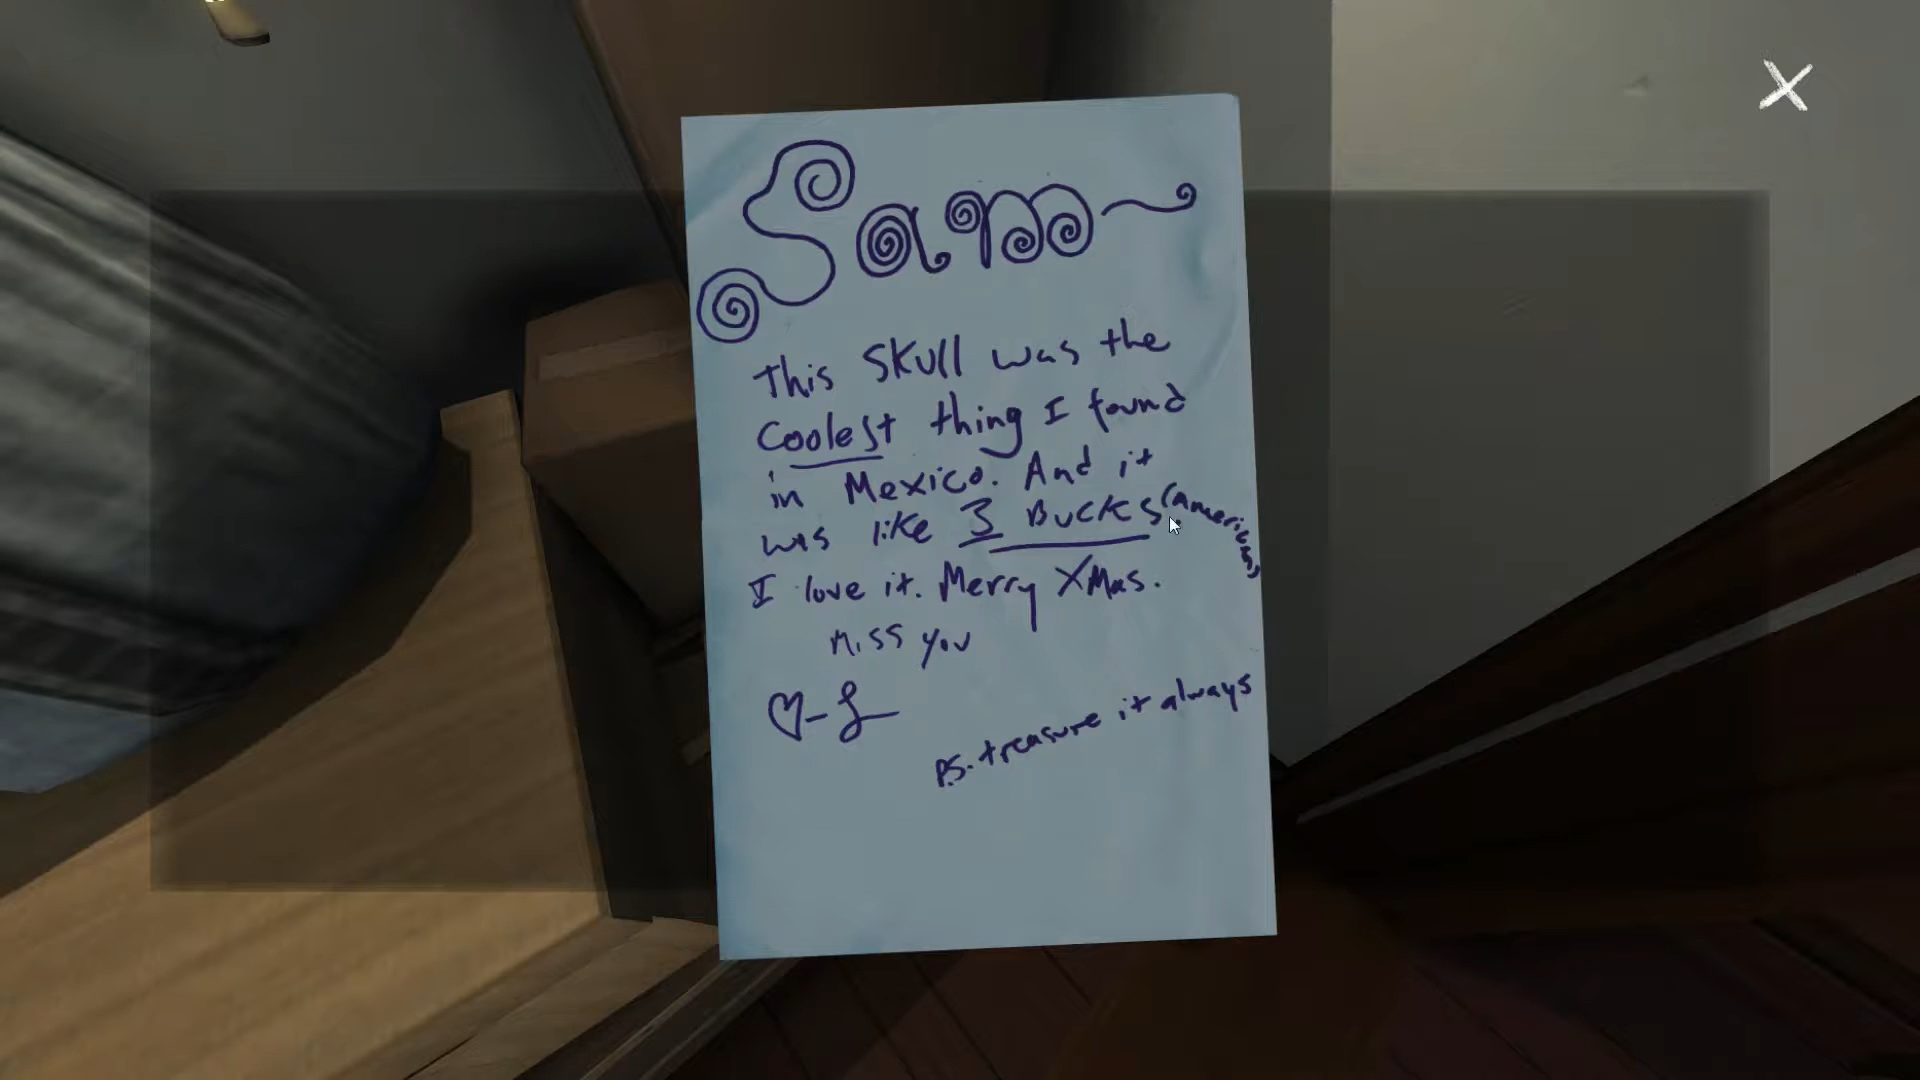 Sam~
This SKUll was the
Coolest thing I found
in Mexico. And it
was like 3 BUCKS (american)
I love it. Merry XMas.
Miss you
♡-L
P.S. treasure it always